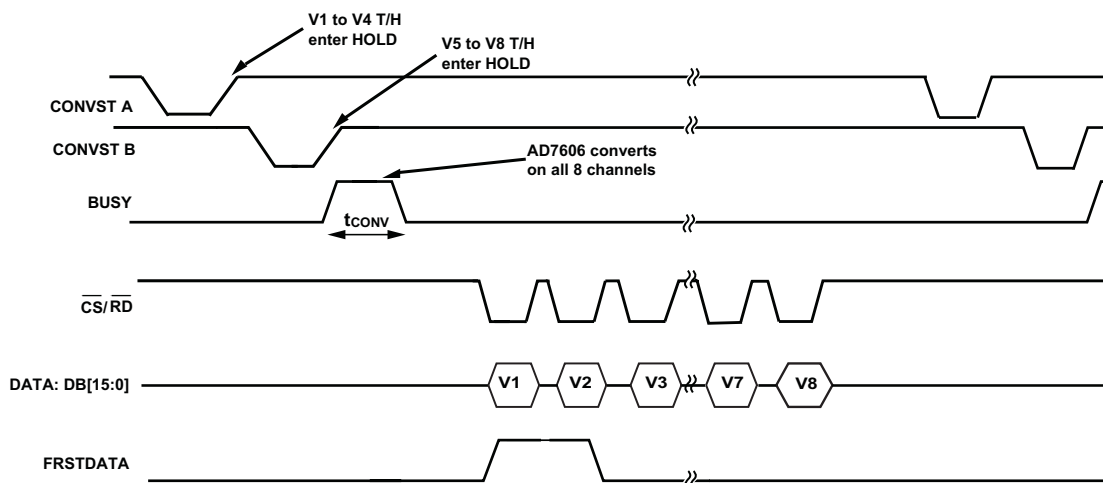 V1 to V4 T/H
enter HOLD
V5 to V8 T/H
enter HOLD
CONVST A
CONVST B
AD7606 converts
on all 8 channels
BUSY
tCONV
CS/RD
DATA: DB[15:0]
V1
V2
V3
V7
V8
FRSTDATA